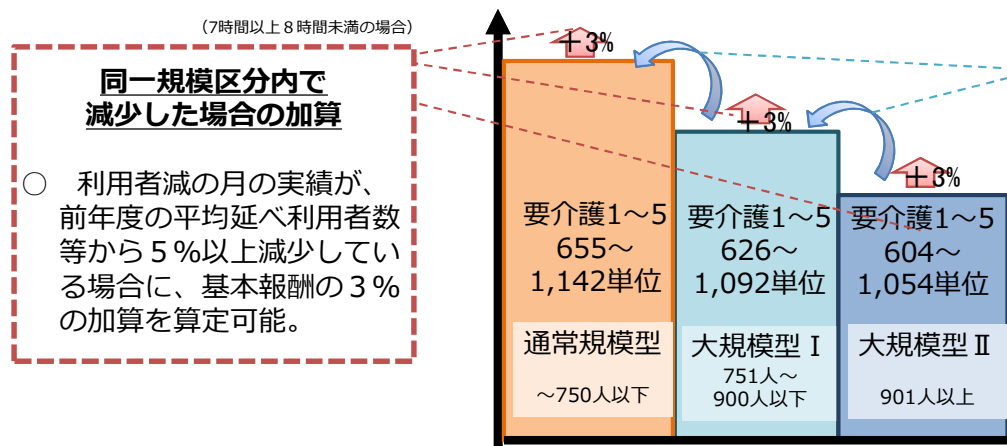 （7時間以上８時間未満の場合）
同一規模区分内で
減少した場合の加算
○　利用者減の月の実績が、
前年度の平均延べ利用者数
等から５%以上減少してい
る場合に、基本報酬の３%
の加算を算定可能。
＋3%
＋3%
＋3%
要介護1～5
655～
1,142単位
通常規模型
～750人以下
要介護1～5
626～
1,092単位
大規模型Ⅰ
751人～
900人以下
要介護1～5
604～
1,054単位
大規模型Ⅱ
901人以上